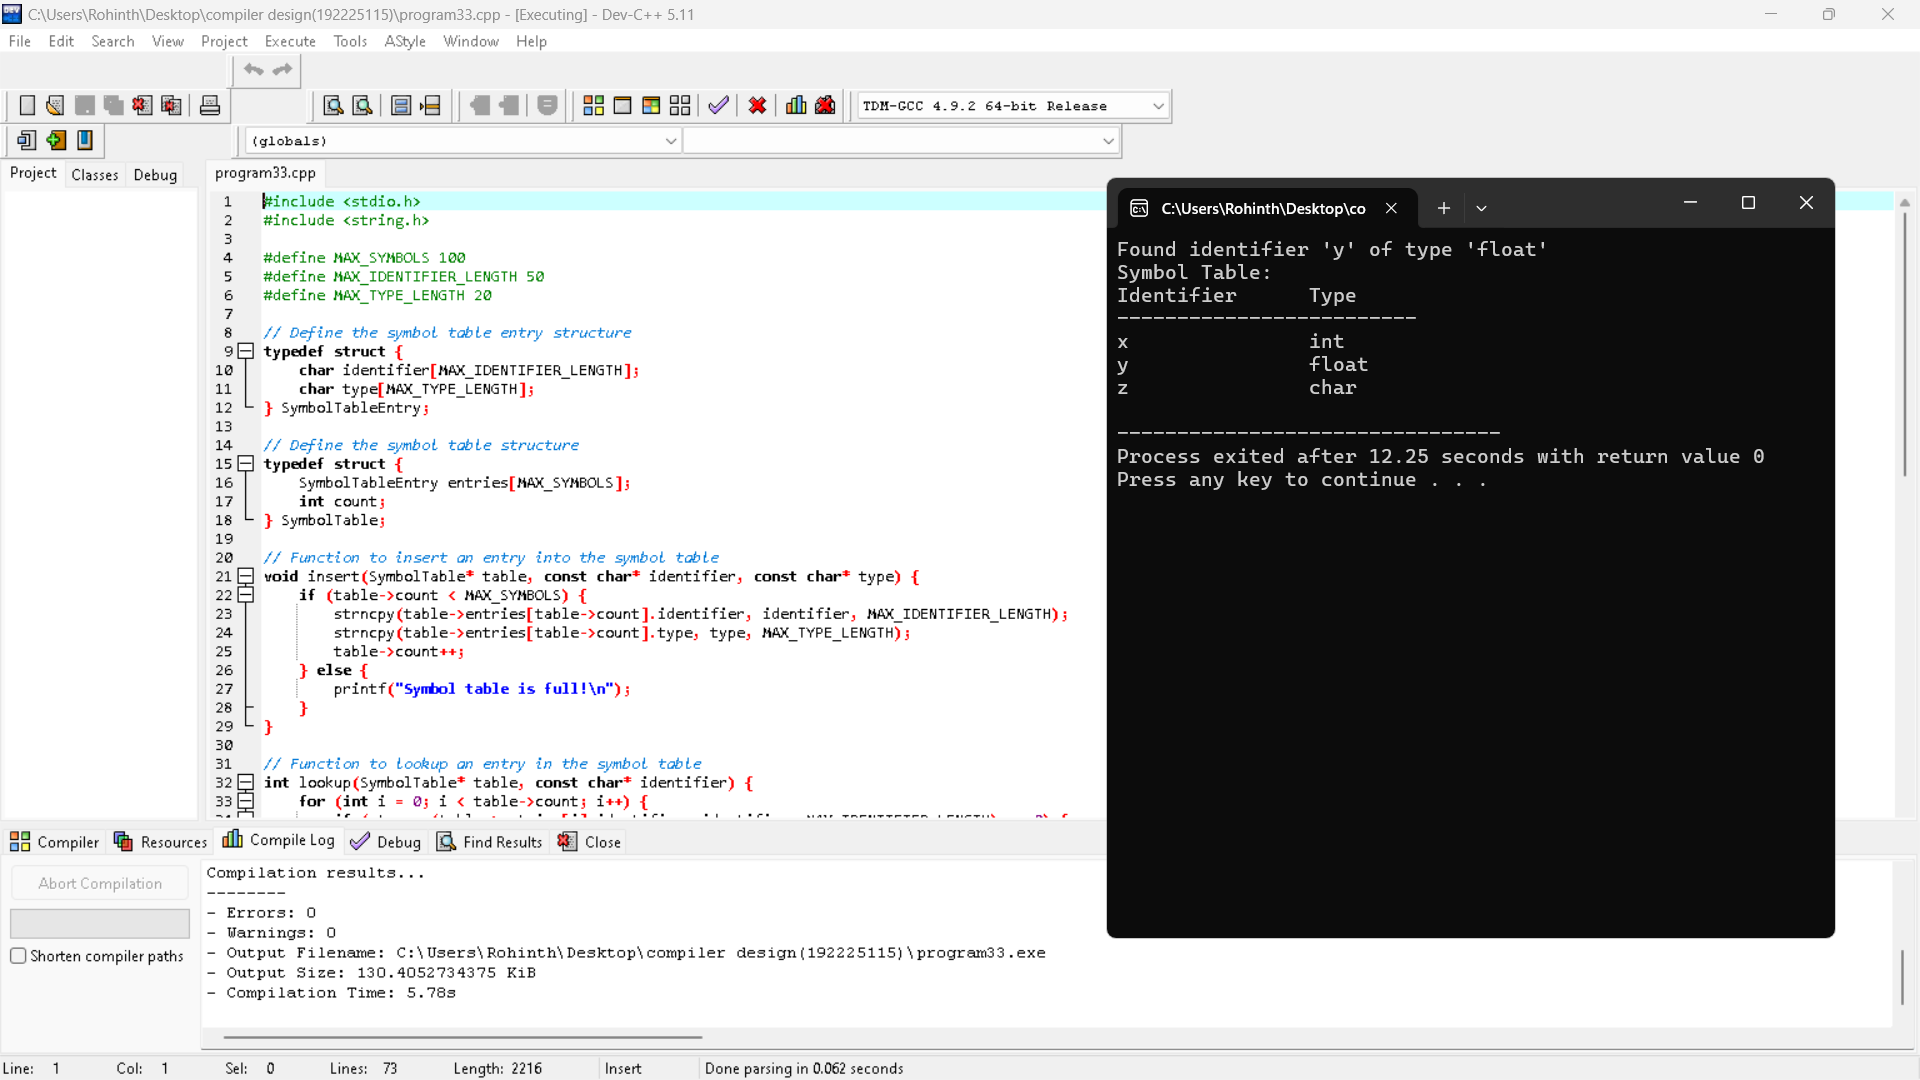 C:\Users\Rohinth\Desktop\compiler design(192225115)\program33.cpp - [Executing] - Dev-C++ 5.11
File Edit Search View Project Execute Tools AStyle Window Help
TDM-GCC 4.9.2 64-bit Release
(globals)
Project Classes Debug
program33.cpp
1 #include <stdio.h>
2 #include <string.h>
3
4 #define MAX_SYMBOLS 100
5 #define MAX_IDENTIFIER_LENGTH 50
6 #define MAX_TYPE_LENGTH 20
7
8 // Define the symbol table entry structure
9 typedef struct {
10 char identifier[MAX_IDENTIFIER_LENGTH];
11 char type[MAX_TYPE_LENGTH];
12 } SymbolTableEntry;
13
14 // Define the symbol table structure
15 typedef struct {
16 SymbolTableEntry entries[MAX_SYMBOLS];
17 int count;
18 } SymbolTable;
19
20 // Function to insert an entry into the symbol table
21 void insert(SymbolTable* table, const char* identifier, const char* type) {
22 if (table->count < MAX_SYMBOLS) {
23 strncpy(table->entries[table->count].identifier, identifier, MAX_IDENTIFIER_LENGTH);
24 strncpy(table->entries[table->count].type, type, MAX_TYPE_LENGTH);
25 table->count++;
26 } else {
27 printf("Symbol table is full!\n");
28 }
29 }
30
31 // Function to lookup an entry in the symbol table
32 int lookup(SymbolTable* table, const char* identifier) {
33 for (int i = 0; i < table->count; i++) {
C:\Users\Rohinth\Desktop\co
Found identifier 'y' of type 'float'
Symbol Table:
Identifier Type
-------------------------
x int
y float
z char
--------------------------------
Process exited after 12.25 seconds with return value 0
Press any key to continue . . .
Compiler Resources Compile Log Debug Find Results Close
Abort Compilation
Shorten compiler paths
Compilation results...
--------
- Errors: 0
- Warnings: 0
- Output Filename: C:\Users\Rohinth\Desktop\compiler design(192225115)\program33.exe
- Output Size: 130.4052734375 KiB
- Compilation Time: 5.78s
Line: 1 Col: 1 Sel: 0 Lines: 73 Length: 2216 Insert Done parsing in 0.062 seconds